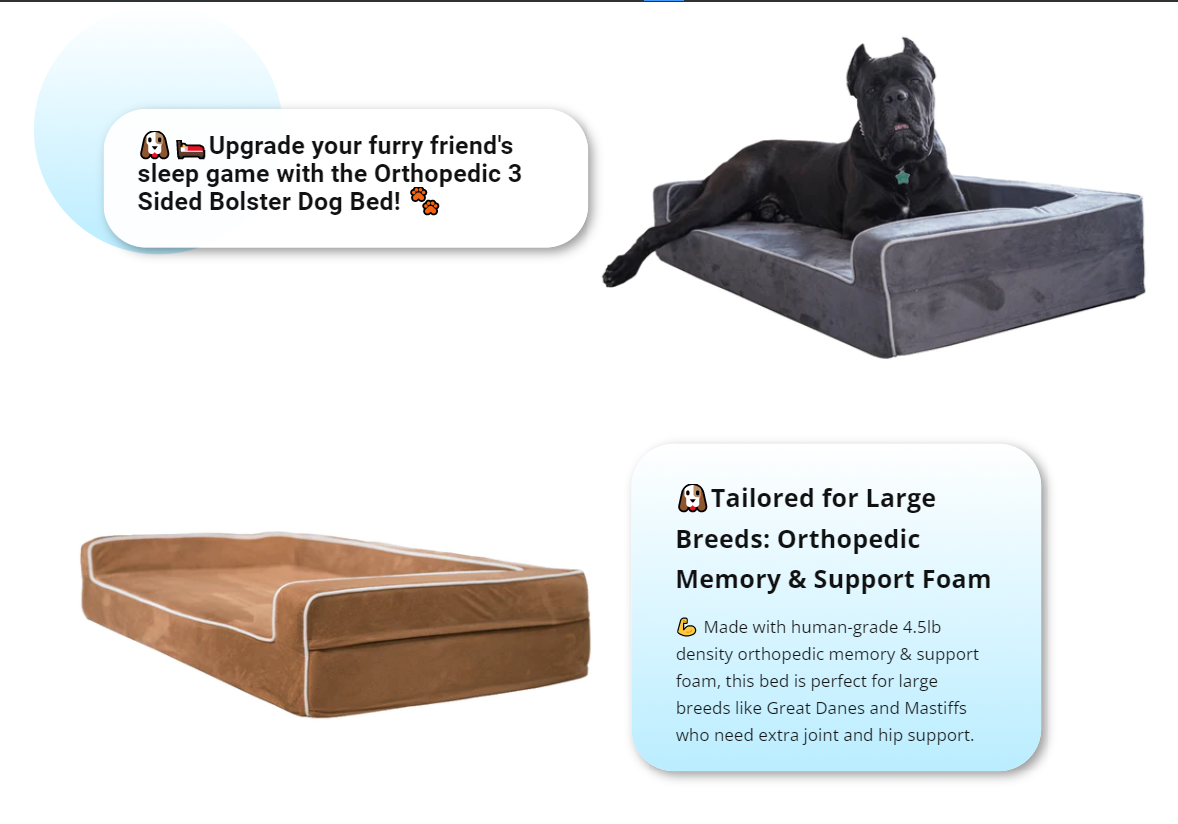 🐶🛏️Upgrade your furry friend's
sleep game with the Orthopedic 3
Sided Bolster Dog Bed! 🐾
🐶Tailored for Large
Breeds: Orthopedic
Memory & Support Foam
💪 Made with human-grade 4.5lb
density orthopedic memory & support
foam, this bed is perfect for large
breeds like Great Danes and Mastiffs
who need extra joint and hip support.